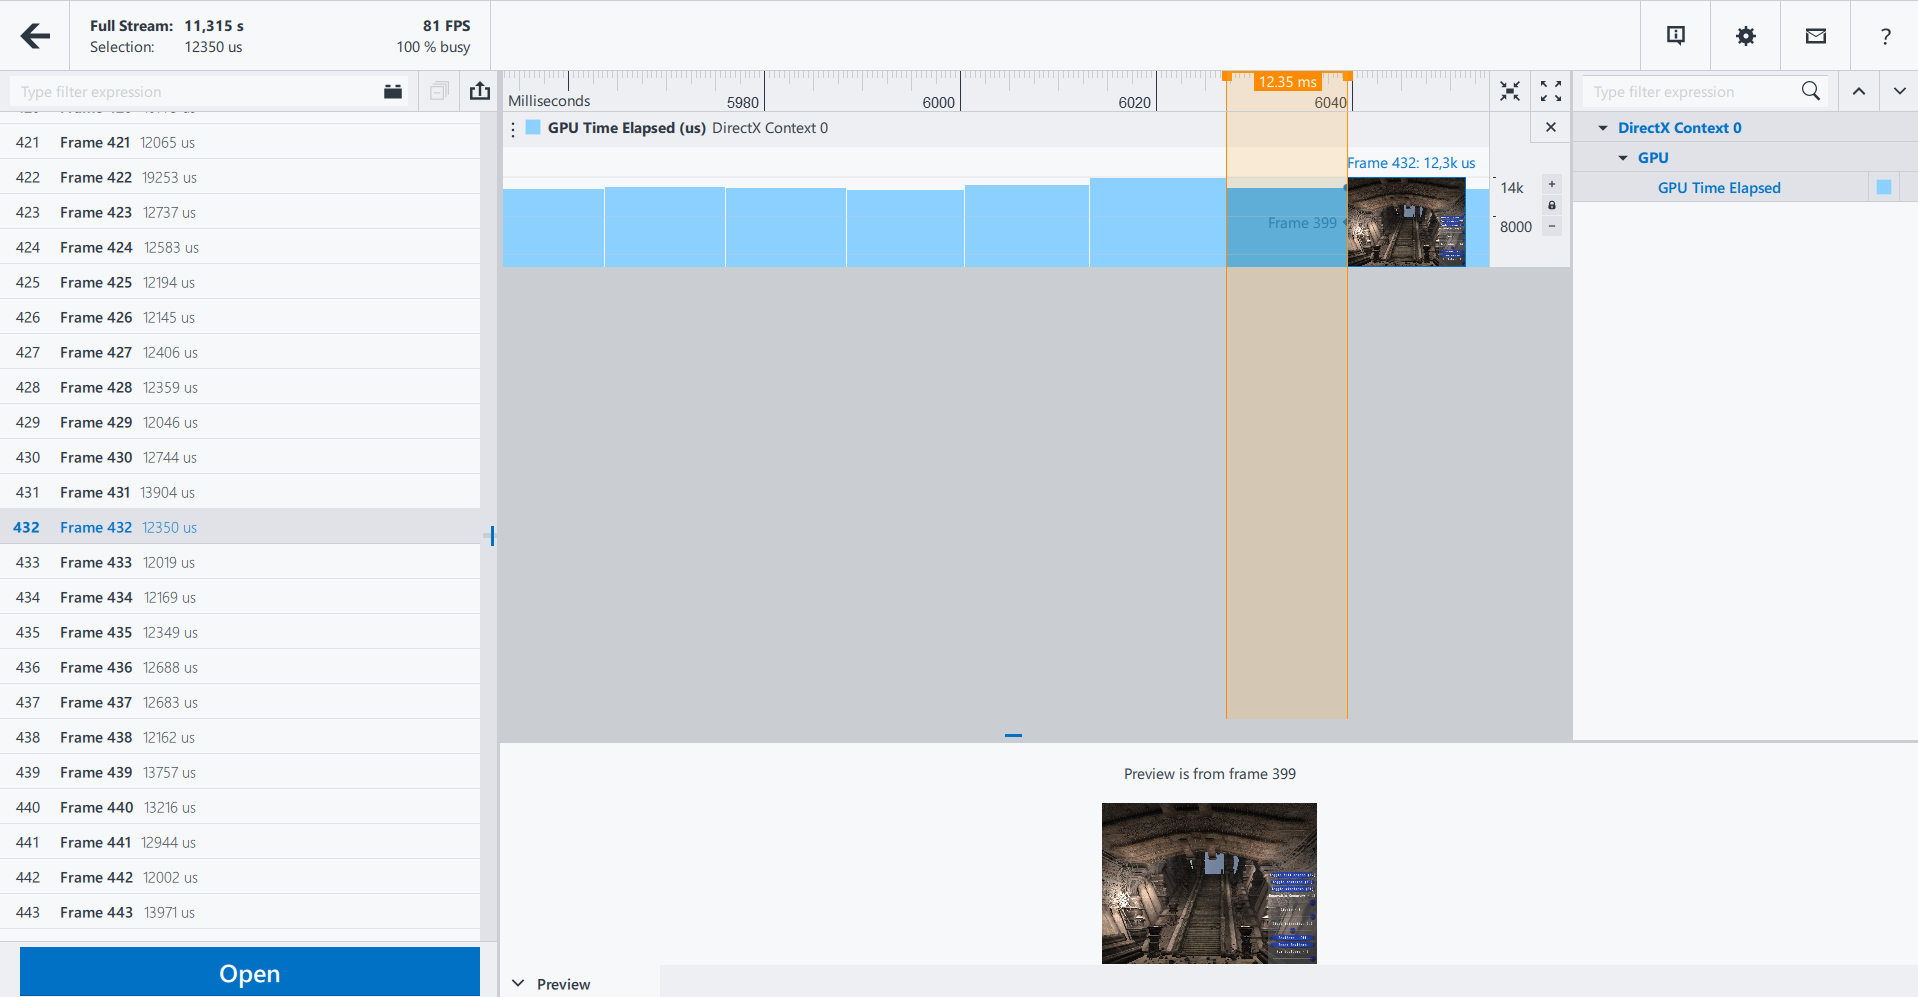 Full Stream: 11,315 s 81 FPS
Selection: 12350 us 100 % busy
?
Type filter expression
421 Frame 421 12065 us
422 Frame 422 19253 us
423 Frame 423 12737 us
424 Frame 424 12583 us
425 Frame 425 12194 us
426 Frame 426 12145 us
427 Frame 427 12406 us
428 Frame 428 12359 us
429 Frame 429 12046 us
430 Frame 430 12744 us
431 Frame 431 13904 us
432 Frame 432 12350 us
433 Frame 433 12019 us
434 Frame 434 12169 us
435 Frame 435 12349 us
436 Frame 436 12688 us
437 Frame 437 12683 us
438 Frame 438 12162 us
439 Frame 439 13757 us
440 Frame 440 13216 us
441 Frame 441 12944 us
442 Frame 442 12002 us
443 Frame 443 13971 us
Open
12.35 ms
Milliseconds 5980 6000 6020 6040
GPU Time Elapsed (us) DirectX Context 0
Frame 432: 12,3k us
14k
Frame 399
8000
Type filter expression
DirectX Context 0
GPU
GPU Time Elapsed
Preview is from frame 399
Preview